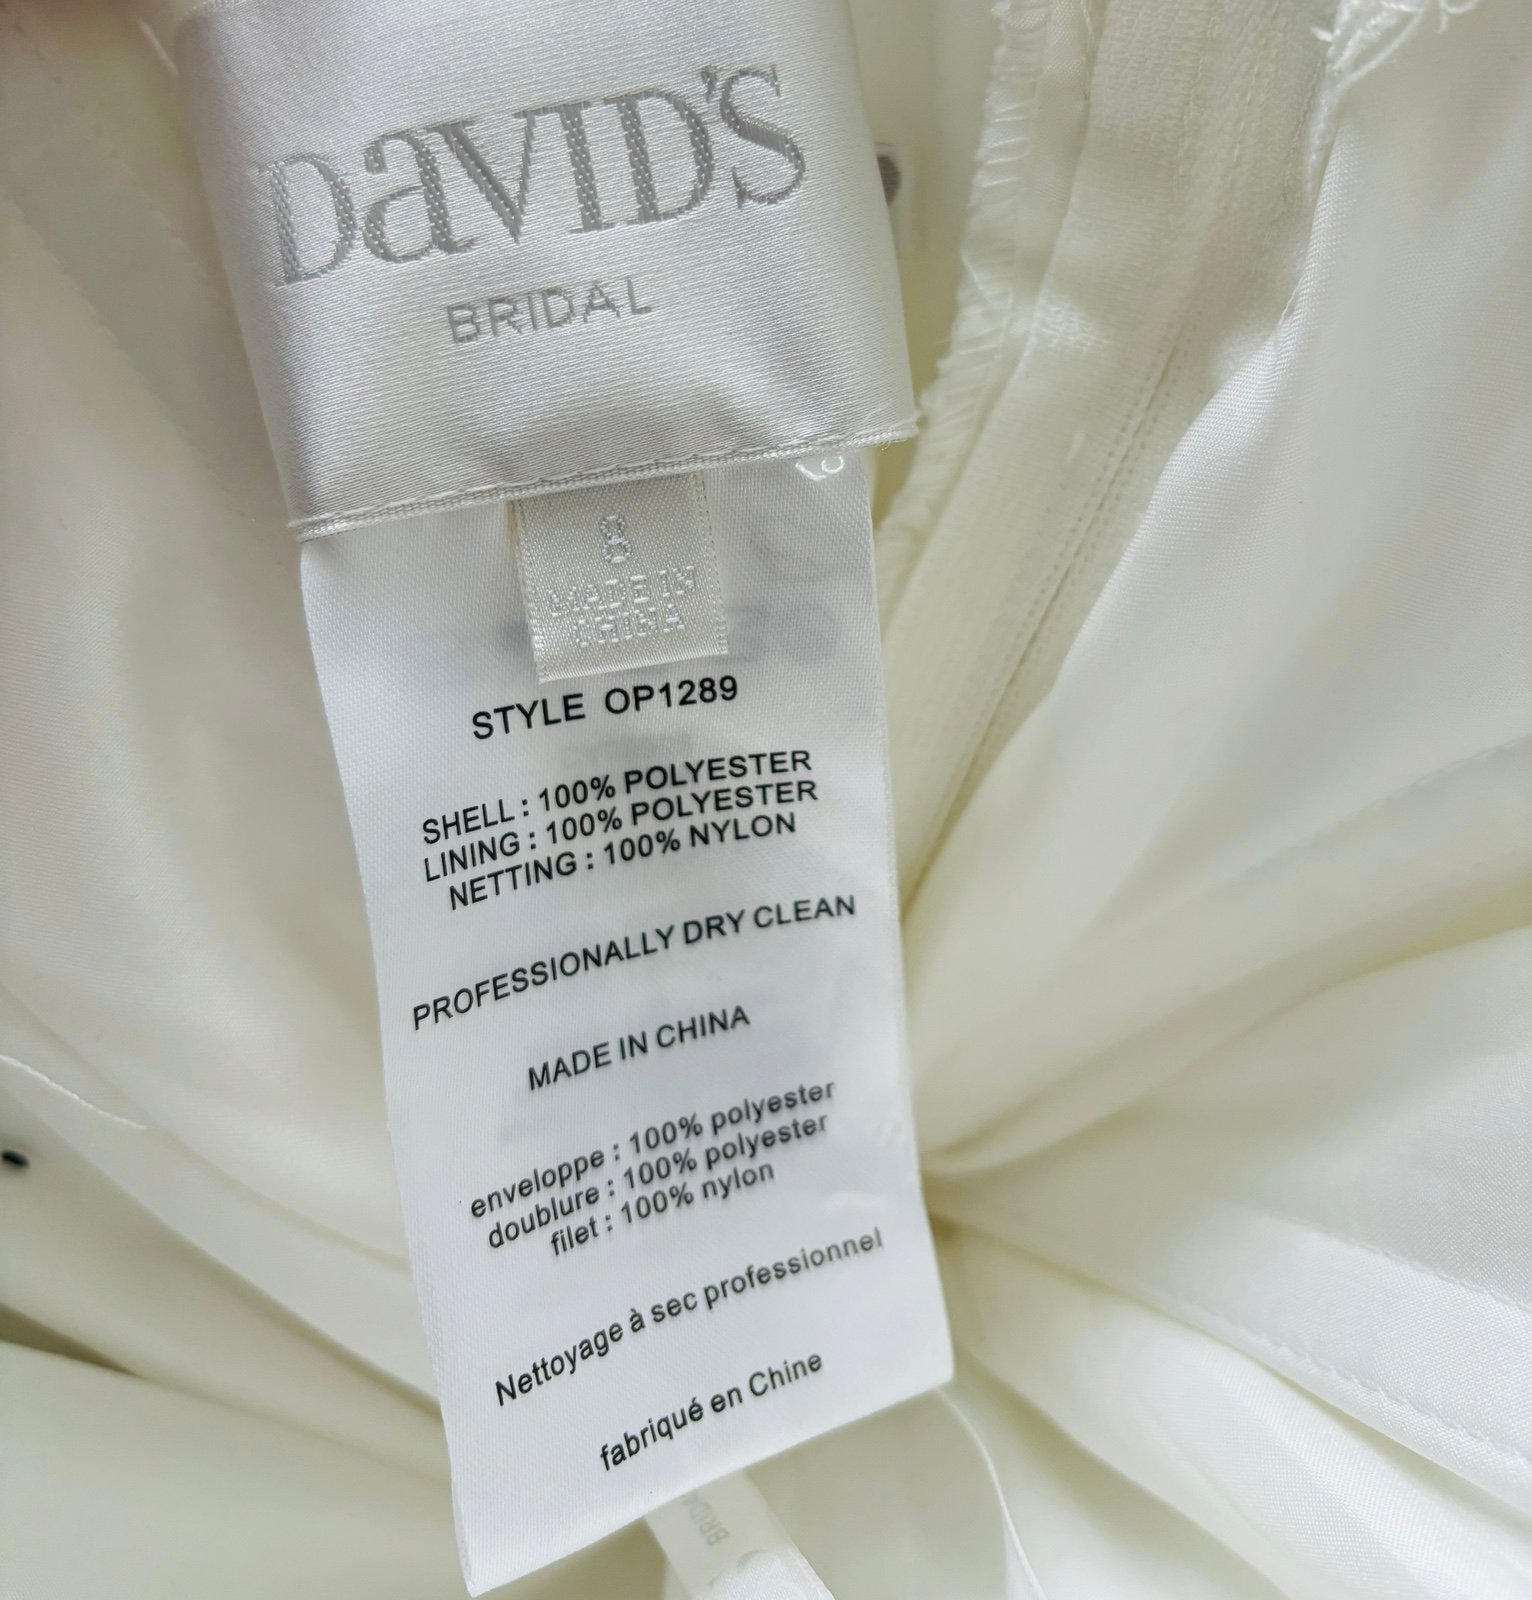 DaVID'S
BRIDAL
8
MADE IN
CHINA
STYLE OP1289
SHELL : 100% POLYESTER
LINING : 100% POLYESTER
NETTING : 100% NYLON
PROFESSIONALLY DRY CLEAN
MADE IN CHINA
enveloppe : 100% polyester
doublure : 100% polyester
filet : 100% nylon
Nettoyage à sec professionnel
fabriqué en Chine